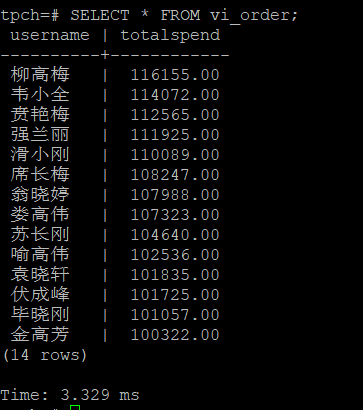 tpch=# SELECT * FROM vi_order;
 username | totalspend
----------+------------
 柳高梅   |  116155.00
 韦小全   |  114072.00
 贲艳梅   |  112565.00
 强兰丽   |  111925.00
 滑小刚   |  110089.00
 席长梅   |  108247.00
 翁晓婷   |  107988.00
 娄高伟   |  107323.00
 苏长刚   |  104640.00
 喻高伟   |  102536.00
 袁晓轩   |  101835.00
 伏成峰   |  101725.00
 毕晓刚   |  101057.00
 金高芳   |  100322.00
(14 rows)
Time: 3.329 ms